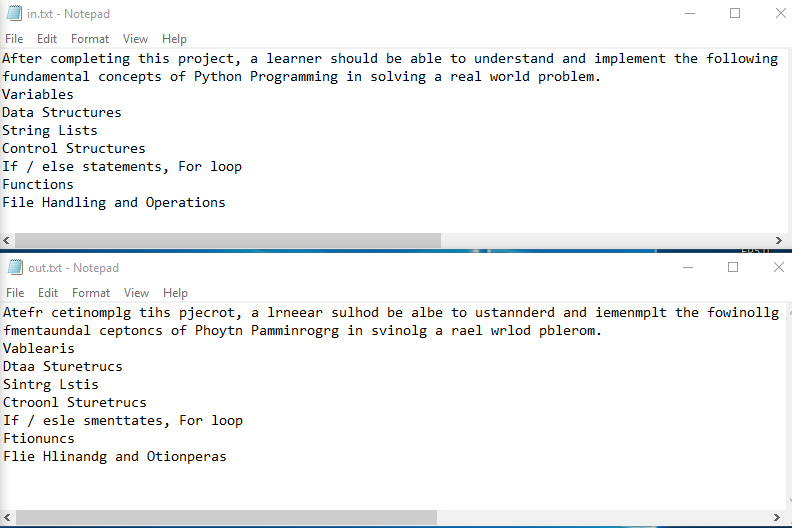 in.txt - Notepad
File Edit Format View Help
After completing this project, a learner should be able to understand and implement the following
fundamental concepts of Python Programming in solving a real world problem.
Variables
Data Structures
String Lists
Control Structures
If / else statements, For loop
Functions
File Handling and Operations
out.txt - Notepad
File Edit Format View Help
Atefr cetinomplg tihs pjecrot, a lrneear sulhod be albe to ustannderd and iemenmplt the fowinollg
fmentaundal ceptoncs of Phoytn Pamminrogrg in svinolg a rael wrlod pblerom.
Vablearis
Dtaa Sturetrucs
Sintrg Lstis
Ctroonl Sturetrucs
If / esle smenttates, For loop
Ftionuncs
Flie Hlinandg and Otionperas